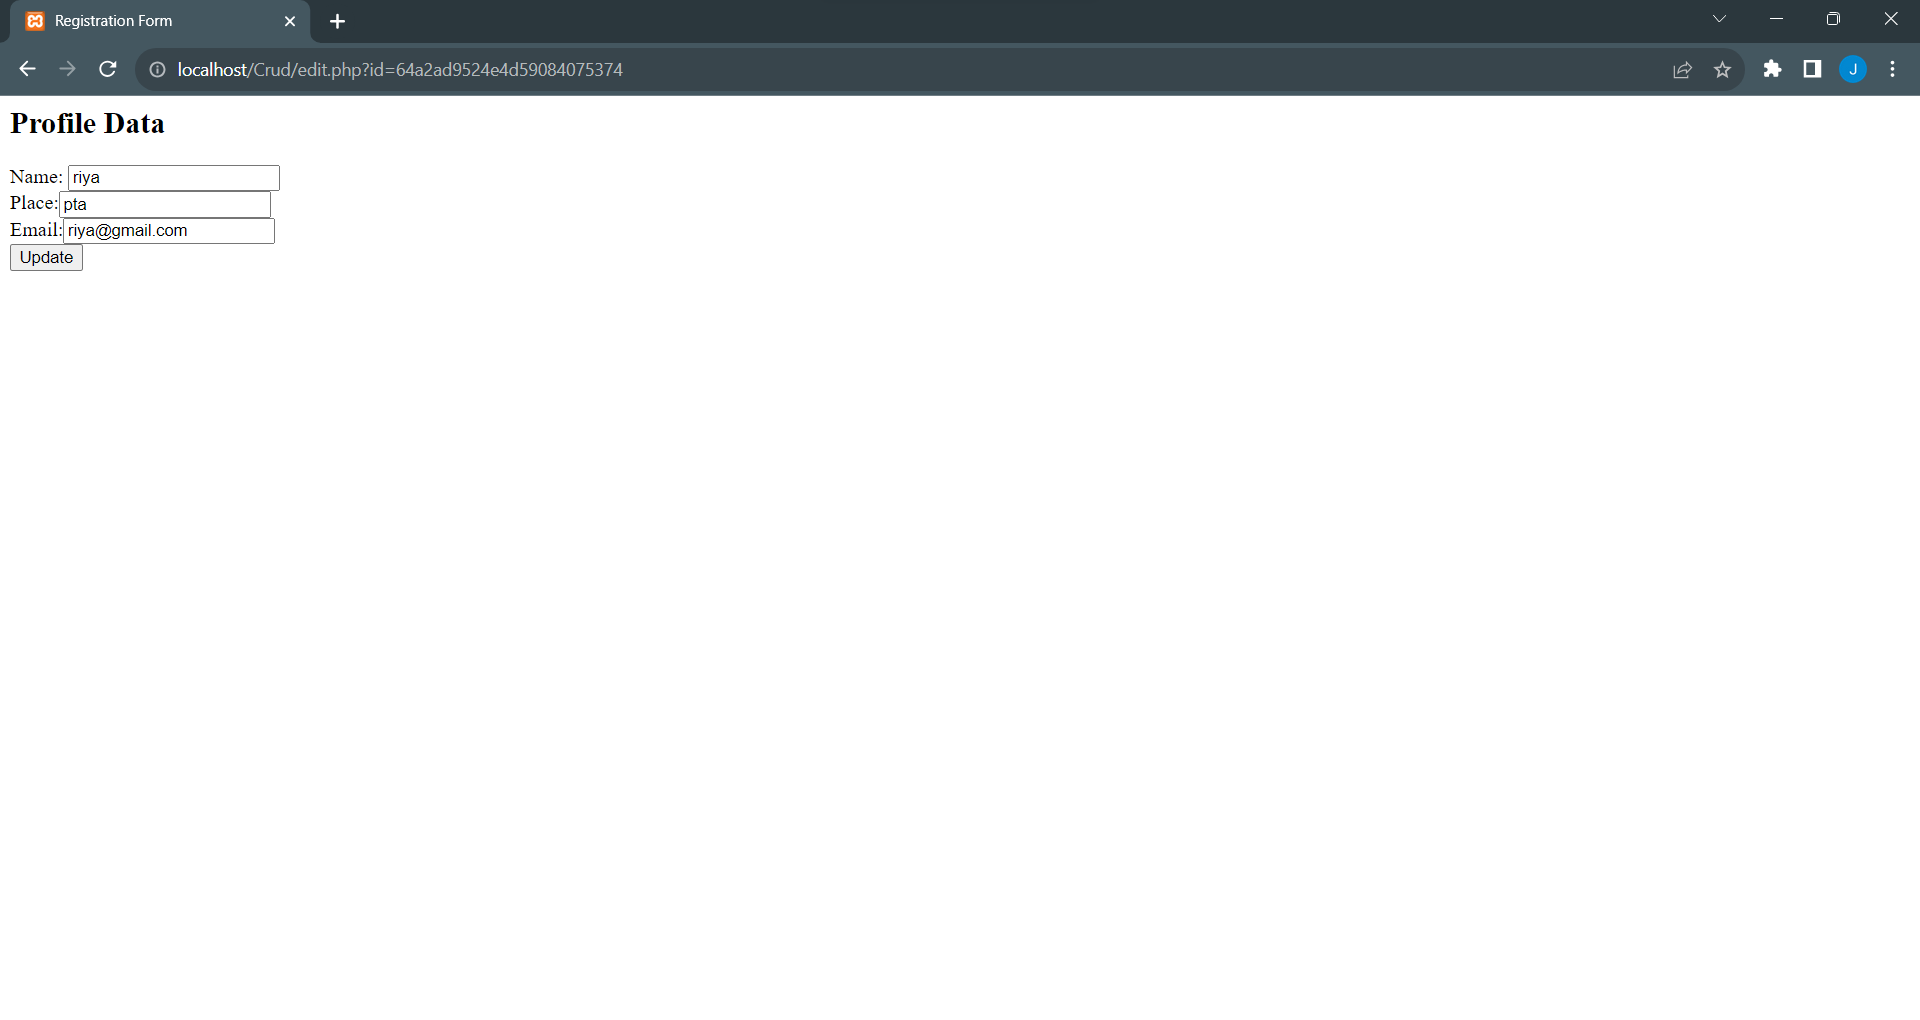 Registration Form
localhost/Crud/edit.php?id=64a2ad9524e4d59084075374
J
Profile Data
Name: riya
Place: pta
Email: riya@gmail.com
Update